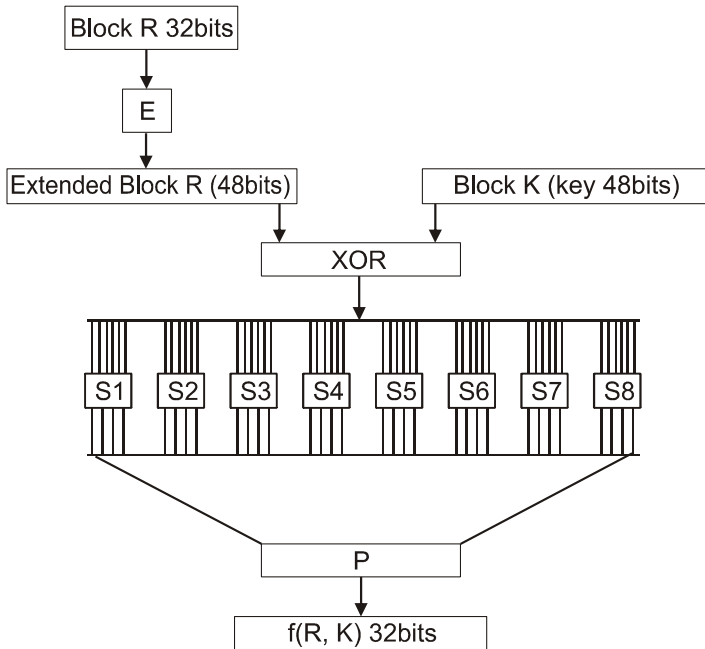 Block R 32bits
E
Extended Block R (48bits)
Block K (key 48bits)
XOR
S1 S2 S3 S4 S5 S6 S7 S8
P
f(R, K) 32bits